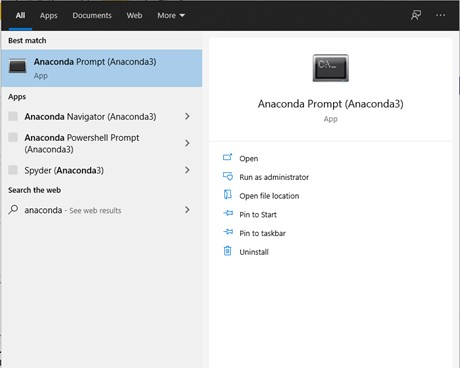 All Apps Documents Web More
Best match
Anaconda Prompt (Anaconda3)
App
Apps
Anaconda Navigator (Anaconda3)
Anaconda Powershell Prompt
(Anaconda3)
Spyder (Anaconda3)
Search the web
anaconda - See web results
C:\_
Anaconda Prompt (Anaconda3)
App
Open
Run as administrator
Open file location
Pin to Start
Pin to taskbar
Uninstall